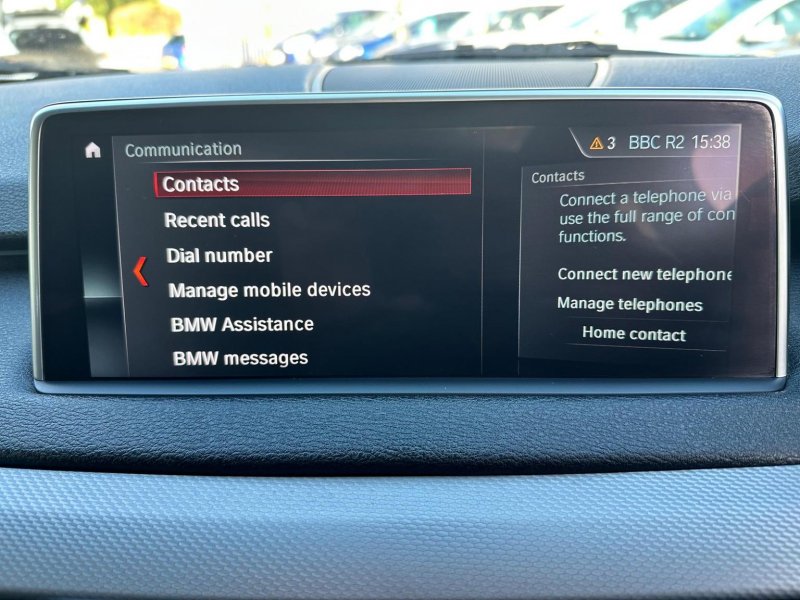 Communication
3 BBC R2 15:38
Contacts
Recent calls
Dial number
Manage mobile devices
BMW Assistance
BMW messages
Contacts
Connect a telephone via
use the full range of con
functions.
Connect new telephone
Manage telephones
Home contact